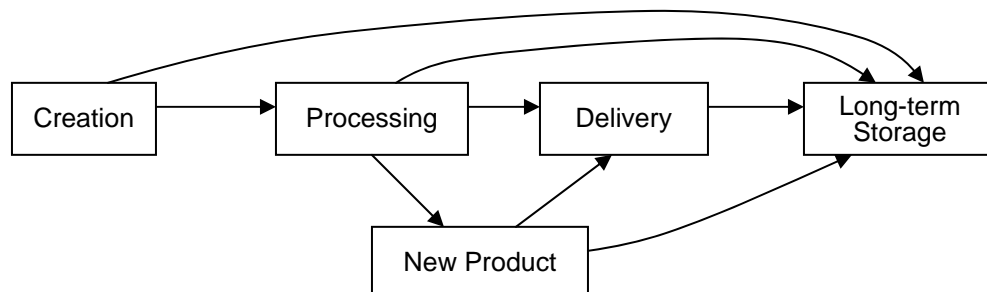 Creation
Processing
Delivery
Long-term
Storage
New Product